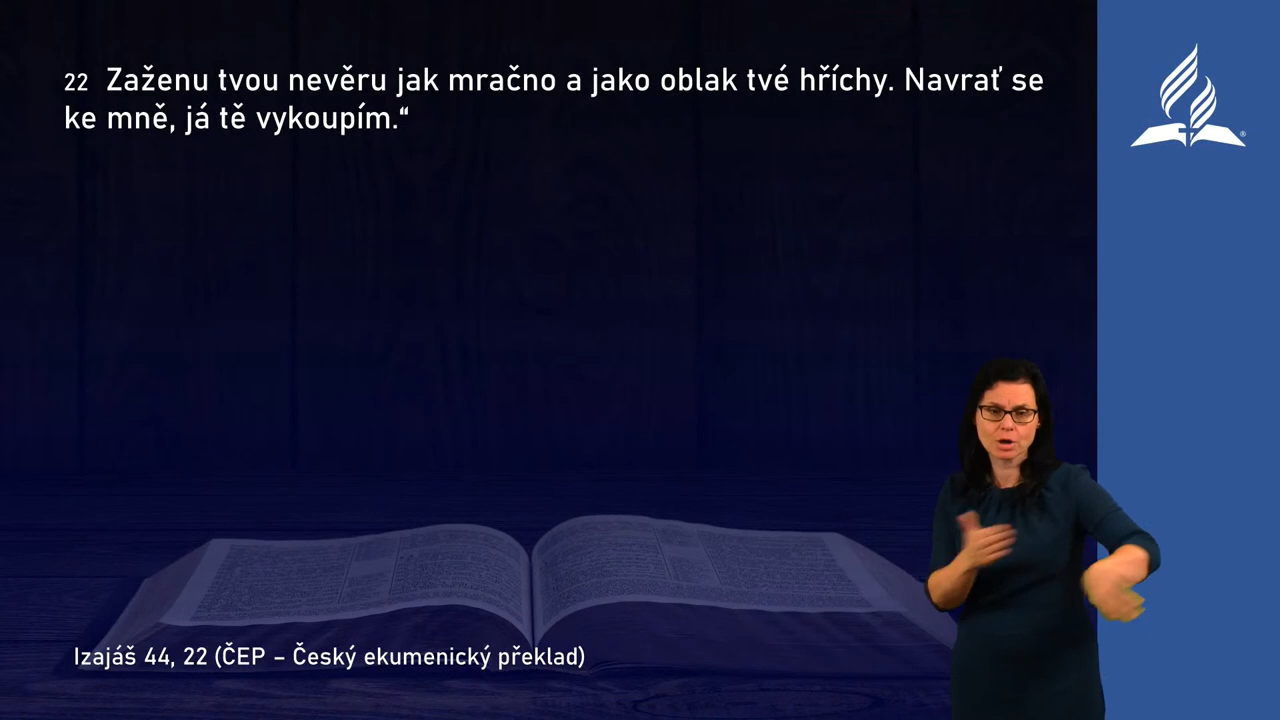 22 Zaženu tvou nevěru jak mračno a jako oblak tvé hříchy. Navrať se
ke mně, já tě vykoupím.“
Izajáš 44, 22 (ČEP – Český ekumenický překlad)